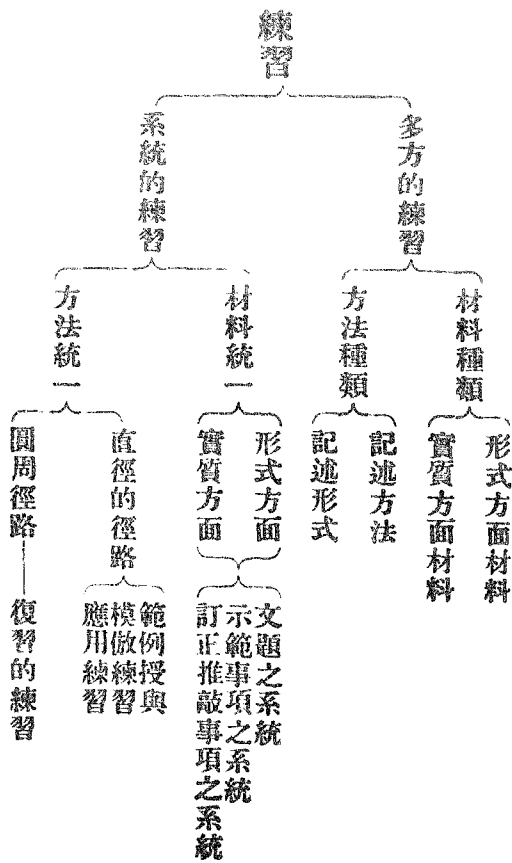 練習
多方的練習
材料種類
形式方面材料
實質方面材料
方法種類
記述方法
記述形式
系統的練習
材料統一
形式方面
實質方面
文題之系統
示範事項之系統
訂正推敲事項之系統
方法統一
直徑的徑路
範例授與
模倣練習
應用練習
圓周徑路
復習的練習